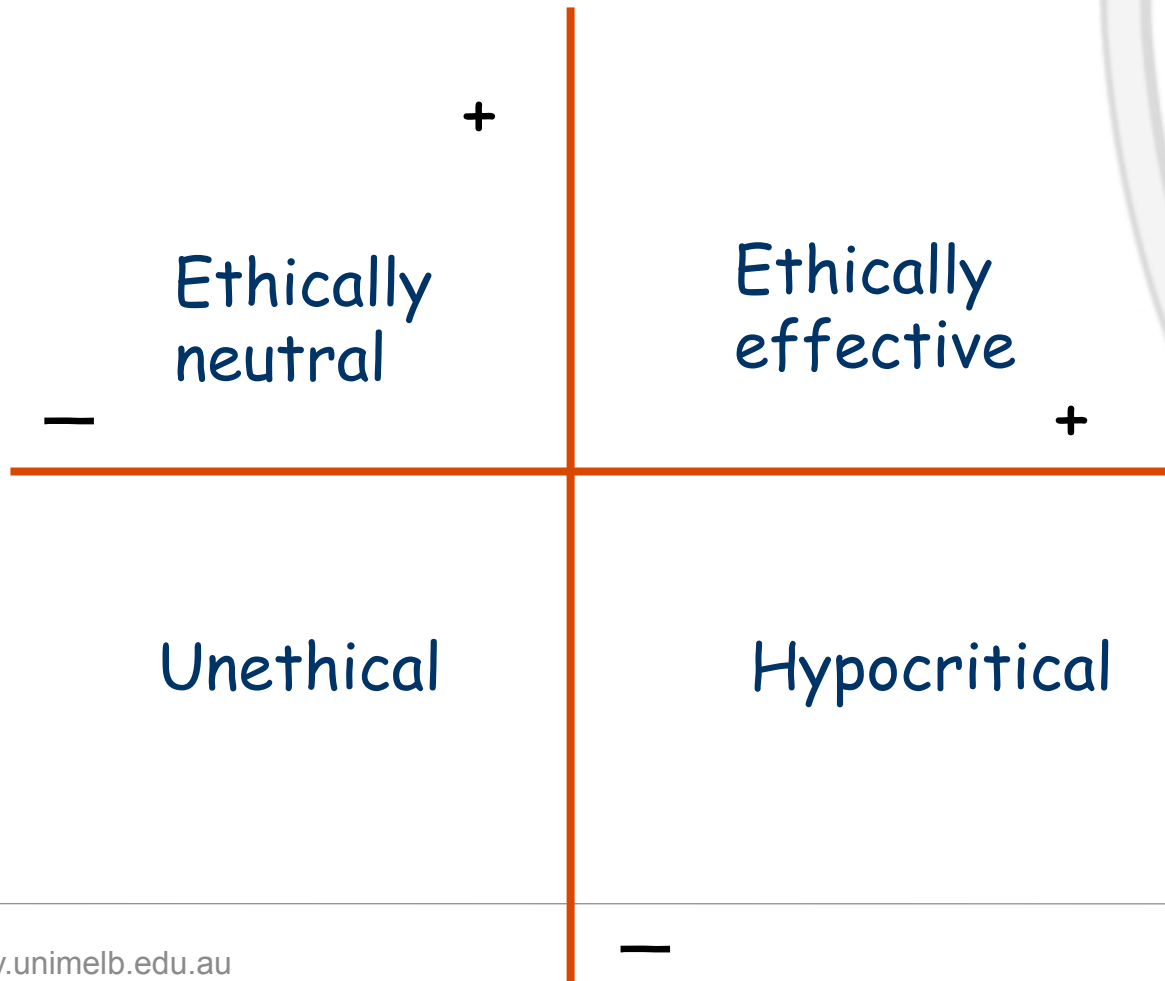 +
Ethically
neutral
Ethically
effective
—
+
Unethical
Hypocritical
—
.unimelb.edu.au